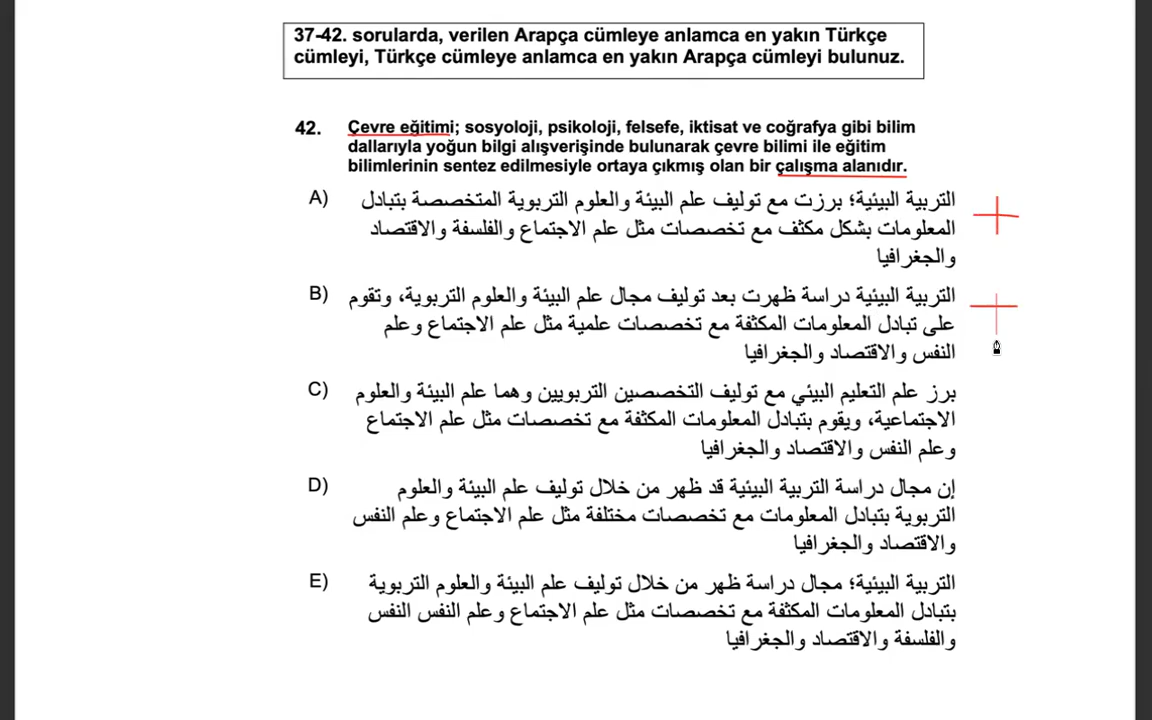 37-42. sorularda, verilen Arapça cümleye anlamca en yakın Türkçe
cümleyi, Türkçe cümleye anlamca en yakın Arapça cümleyi bulunuz.
42. Çevre eğitimi; sosyoloji, psikoloji, felsefe, iktisat ve coğrafya gibi bilim
dallarıyla yoğun bilgi alışverişinde bulunarak çevre bilimi ile eğitim
bilimlerinin sentez edilmesiyle ortaya çıkmış olan bir çalışma alanıdır.
A) التربية البيئية؛ برزت مع توليف علم البيئة والعلوم التربوية المتخصصة بتبادل
المعلومات بشكل مكثف مع تخصصات مثل علم الاجتماع والفلسفة والاقتصاد
والجغرافيا
B) التربية البيئية دراسة ظهرت بعد توليف مجال علم البيئة والعلوم التربوية، وتقوم
على تبادل المعلومات المكثفة مع تخصصات علمية مثل علم الاجتماع وعلم
النفس والاقتصاد والجغرافيا
C) برز علم التعليم البيئي مع توليف التخصصين التربويين وهما علم البيئة والعلوم
الاجتماعية، ويقوم بتبادل المعلومات المكثفة مع تخصصات مثل علم الاجتماع
وعلم النفس والاقتصاد والجغرافيا
D) إن مجال دراسة التربية البيئية قد ظهر من خلال توليف علم البيئة والعلوم
التربوية بتبادل المعلومات مع تخصصات مختلفة مثل علم الاجتماع وعلم النفس
والاقتصاد والجغرافيا
E) التربية البيئية؛ مجال دراسة ظهر من خلال توليف علم البيئة والعلوم التربوية
بتبادل المعلومات المكثفة مع تخصصات مثل علم الاجتماع وعلم النفس النفس
والفلسفة والاقتصاد والجغرافيا